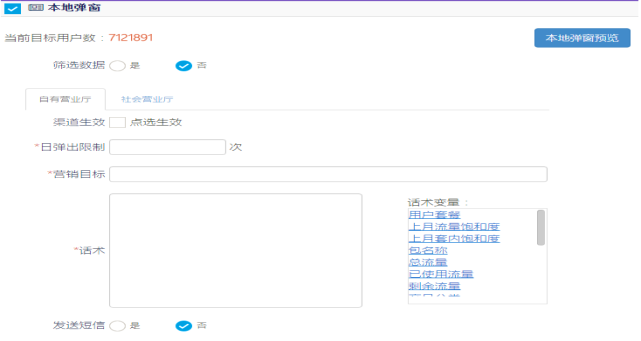 本地弹窗
当前目标用户数：7121891
本地弹窗预览
筛选数据 是 否
自有营业厅 社会营业厅
渠道生效 点选生效
*日弹出限制 次
*营销目标
*话术
话术变量：
用户套餐
上月流量饱和度
上月套内饱和度
包名称
总流量
已使用流量
剩余流量
发送短信 是 否